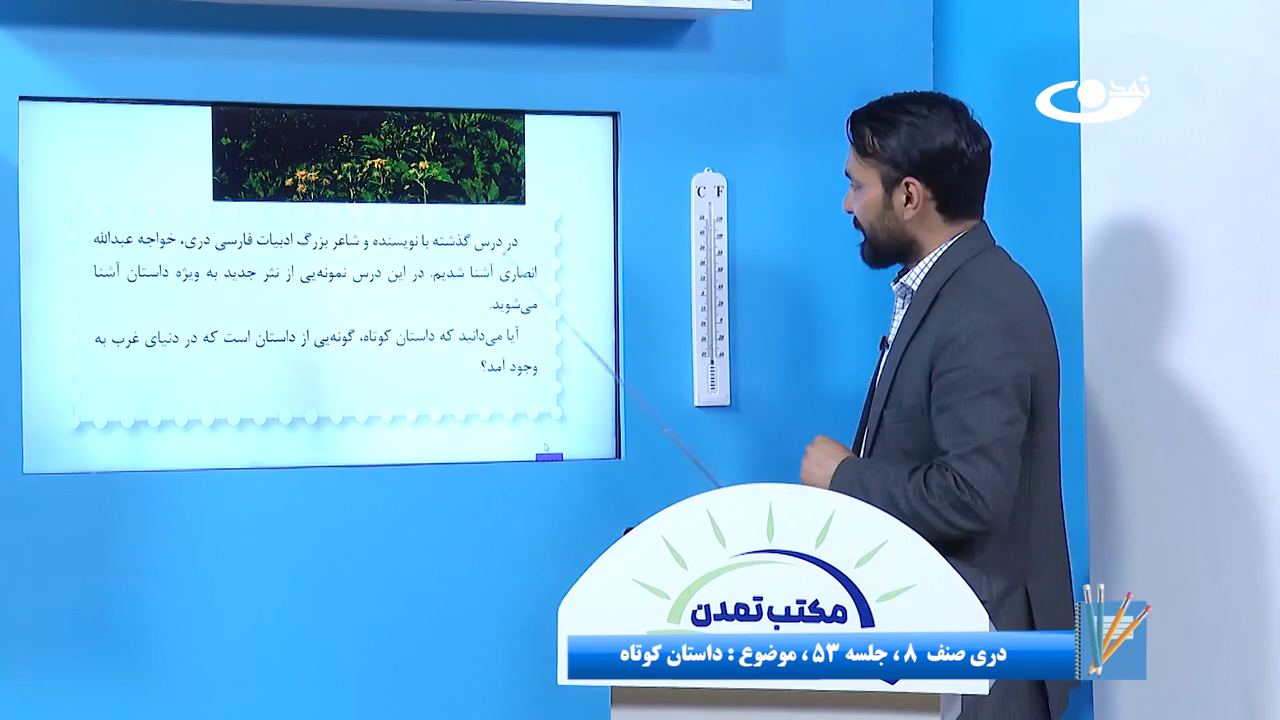 تمدن
در درس گذشته با نویسنده و شاعر بزرگ ادبیات فارسی دری، خواجه عبدالله
انصاری آشنا شدیم. در این درس نمونه‌یی از نثر جدید به ویژه داستان آشنا
می‌شوید.
آیا می‌دانید که داستان کوتاه، گونه‌یی از داستان است که در دنیای غرب به
وجود آمد؟
°C °F
مکتب تمدن
دری صنف ۸ ، جلسه ۵۳ ، موضوع : داستان کوتاه